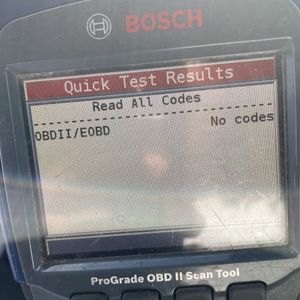 BOSCH
Quick Test Results
Read All Codes
OBDII/EOBD No codes
ProGrade OBD II Scan Tool